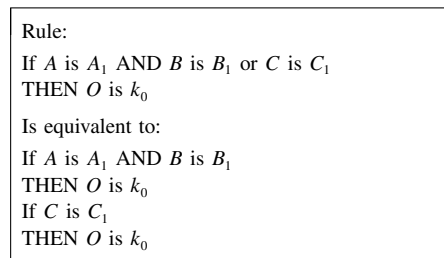 Rule:
If A is A₁ AND B is B₁ or C is C₁
THEN O is k₀
Is equivalent to:
If A is A₁ AND B is B₁
THEN O is k₀
If C is C₁
THEN O is k₀